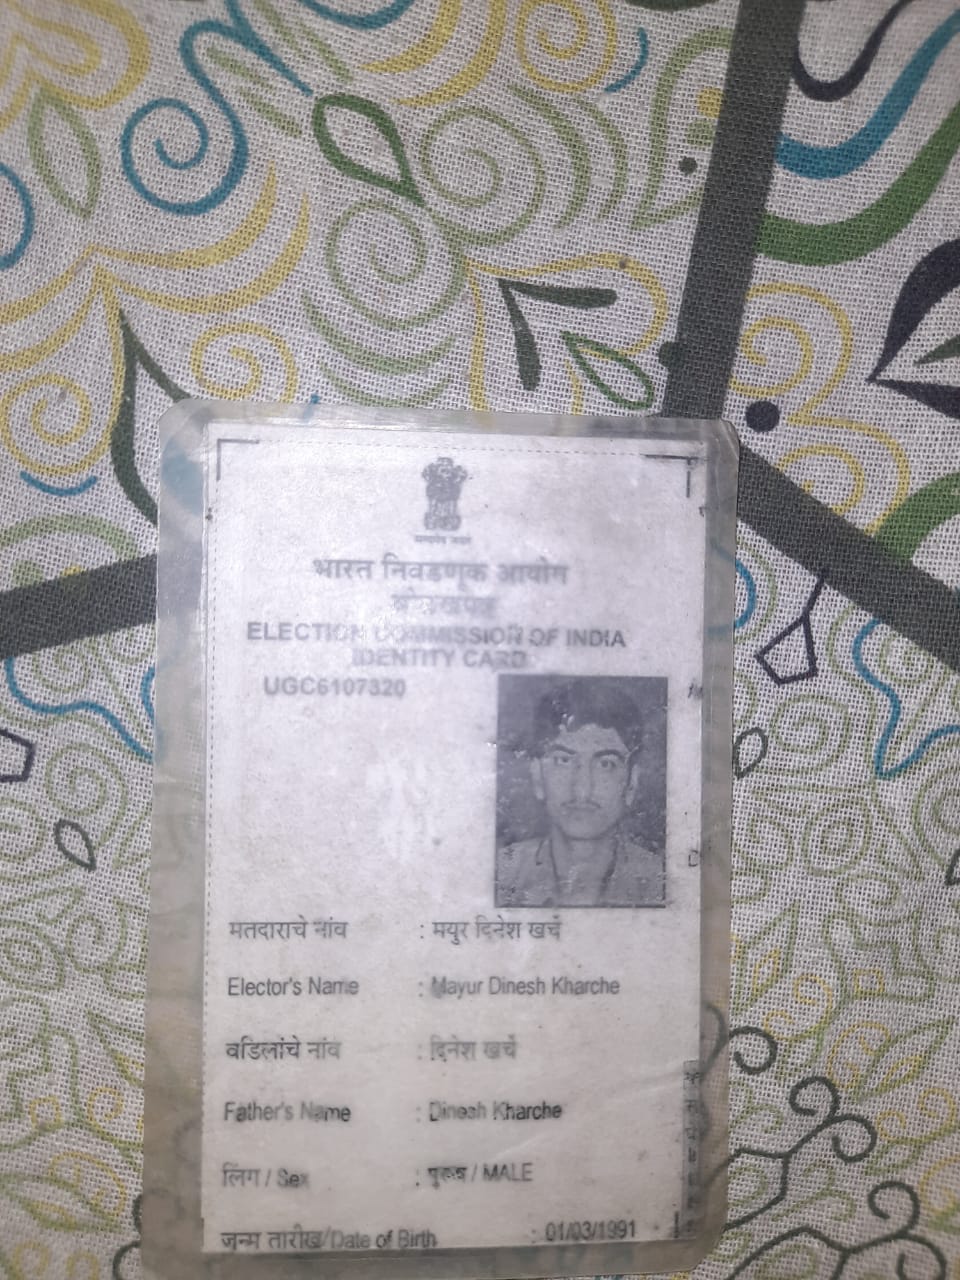 भारत निवडणूक आयोग
ओळखपत्र
ELECTION COMMISSION OF INDIA
IDENTITY CARD
UGC6107320
मतदाराचे नांव : मयुर दिनेश खर्चे
Elector's Name : Mayur Dinesh Kharche
वडिलांचे नांव : दिनेश खर्चे
Father's Name : Dinesh Kharche
लिंग / Sex : पुरूष / MALE
जन्म तारीख/Date of Birth : 01/03/1991